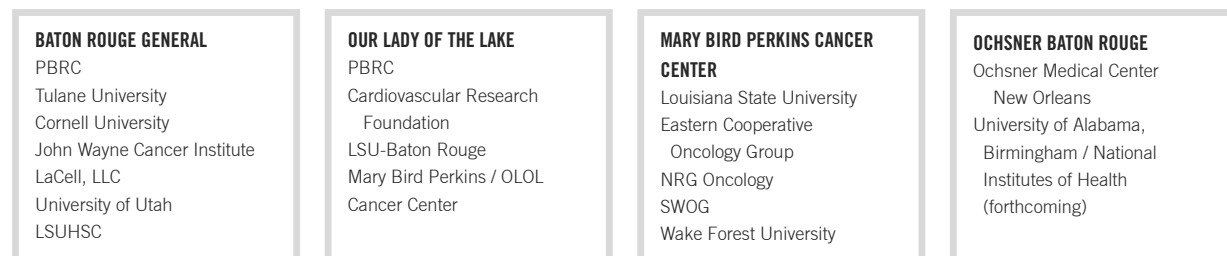 BATON ROUGE GENERAL
PBRC
Tulane University
Cornell University
John Wayne Cancer Institute
LaCell, LLC
University of Utah
LSUHSC
OUR LADY OF THE LAKE
PBRC
Cardiovascular Research
Foundation
LSU-Baton Rouge
Mary Bird Perkins / OLOL
Cancer Center
MARY BIRD PERKINS CANCER
CENTER
Louisiana State University
Eastern Cooperative
Oncology Group
NRG Oncology
SWOG
Wake Forest University
OCHSNER BATON ROUGE
Ochsner Medical Center
New Orleans
University of Alabama,
Birmingham / National
Institutes of Health
(forthcoming)